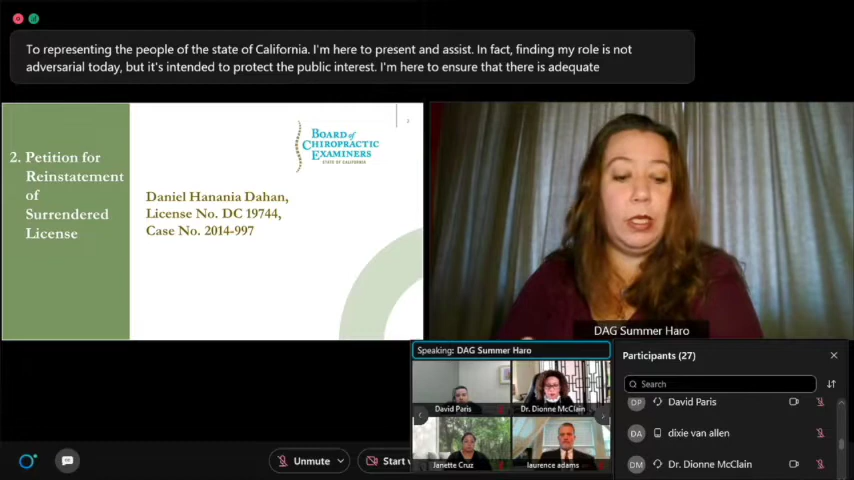 To representing the people of the state of California. I'm here to present and assist. In fact, finding my role is not
adversarial today, but it's intended to protect the public interest. I'm here to ensure that there is adequate
2
2. Petition for
Reinstatement
of
Surrendered
License
BOARD of
CHIROPRACTIC
EXAMINERS
STATE OF CALIFORNIA
Daniel Hanania Dahan,
License No. DC 19744,
Case No. 2014-997
DAG Summer Haro
Speaking: DAG Summer Haro
David Paris
Dr. Dionne McClain
Janette Cruz
laurence adams
Participants (27)
Search
DP David Paris
DA dixie van allen
DM Dr. Dionne McClain
Unmute
Start v